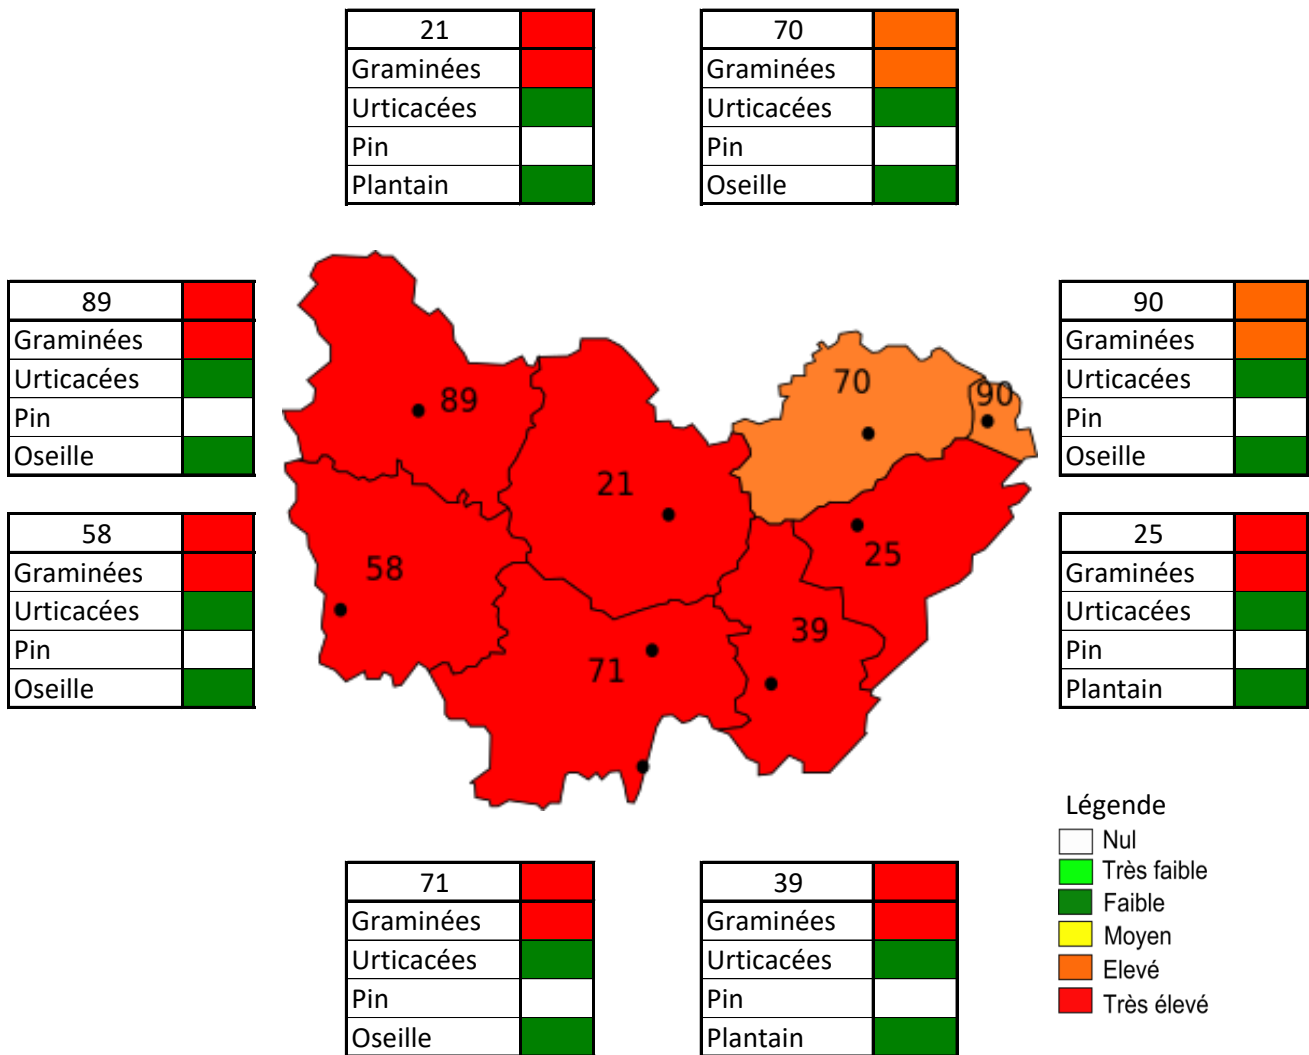 21
Graminées
Urticacées
Pin
Plantain
70
Graminées
Urticacées
Pin
Oseille
89
Graminées
Urticacées
Pin
Oseille
58
Graminées
Urticacées
Pin
Oseille
89
21
70
90
58
25
39
71
90
Graminées
Urticacées
Pin
Oseille
25
Graminées
Urticacées
Pin
Plantain
71
Graminées
Urticacées
Pin
Oseille
39
Graminées
Urticacées
Pin
Plantain
Légende
Nul
Très faible
Faible
Moyen
Elevé
Très élevé